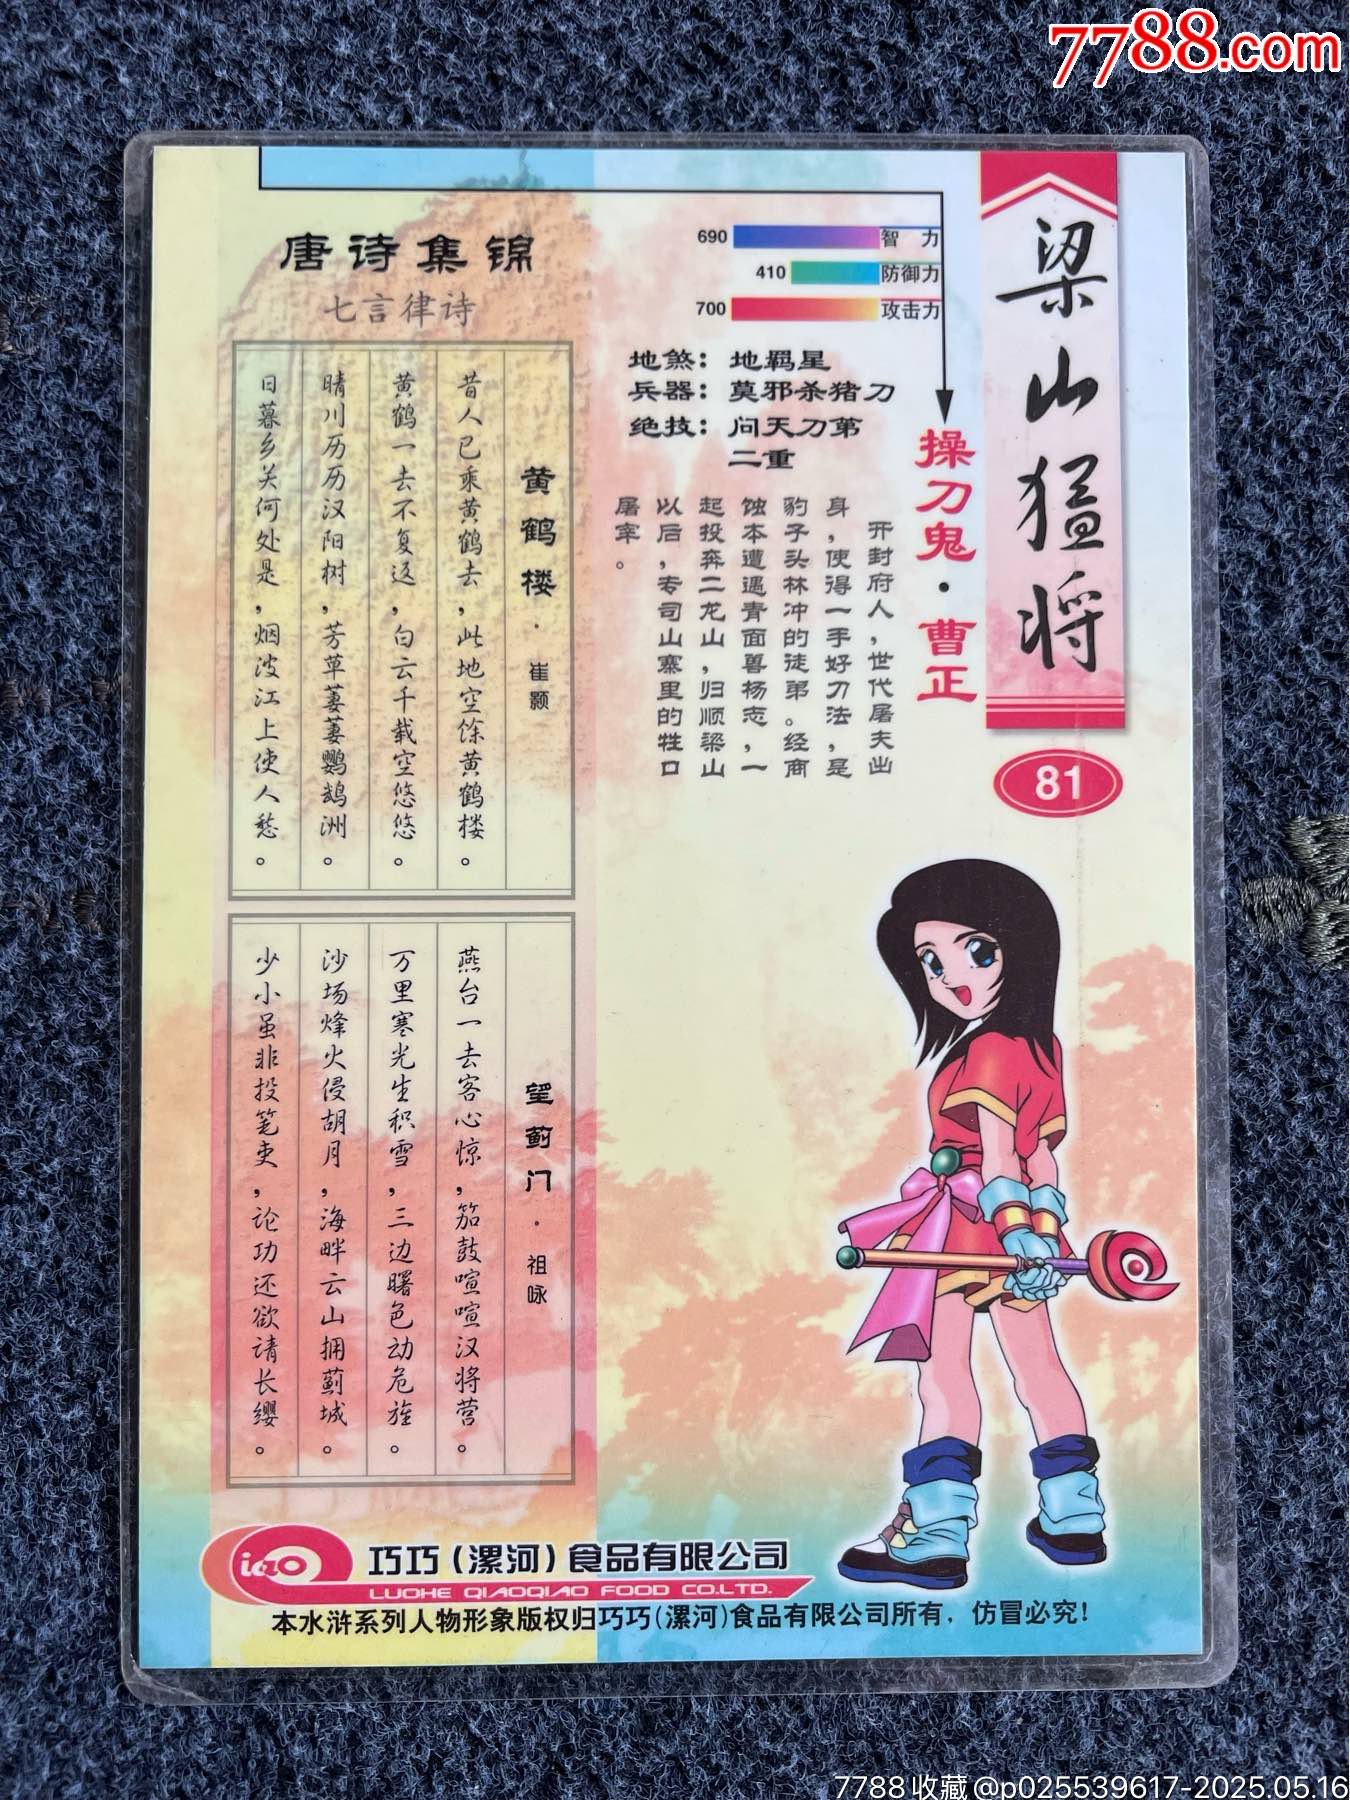 7788.com
梁山猛将
81
690 智力
410 防御力
700 攻击力
地煞：地羁星
兵器：莫邪杀猪刀
绝技：问天刀第
二重
操刀鬼·曹正
开封府人，世代屠夫出
身，使得一手好刀法，是
豹子头林冲的徒弟。经商
蚀本遭遇青面兽杨志，一
起投奔二龙山，归顺梁山
以后，专司山寨里的牲口
屠宰。
唐诗集锦
七言律诗
黄鹤楼·崔颢
昔人已乘黄鹤去，此地空馀黄鹤楼。
黄鹤一去不复返，白云千载空悠悠。
晴川历历汉阳树，芳草萋萋鹦鹉洲。
日暮乡关何处是，烟波江上使人愁。
望蓟门·祖咏
燕台一去客心惊，笳鼓喧喧汉将营。
万里寒光生积雪，三边曙色动危旌。
沙场烽火侵胡月，海畔云山拥蓟城。
少小虽非投笔吏，论功还欲请长缨。
iao
巧巧（漯河）食品有限公司
LUOHE QIAOQIAO FOOD CO.LTD.
本水浒系列人物形象版权归巧巧(漯河)食品有限公司所有，仿冒必究！
7788收藏@p025539617-2025.05.16